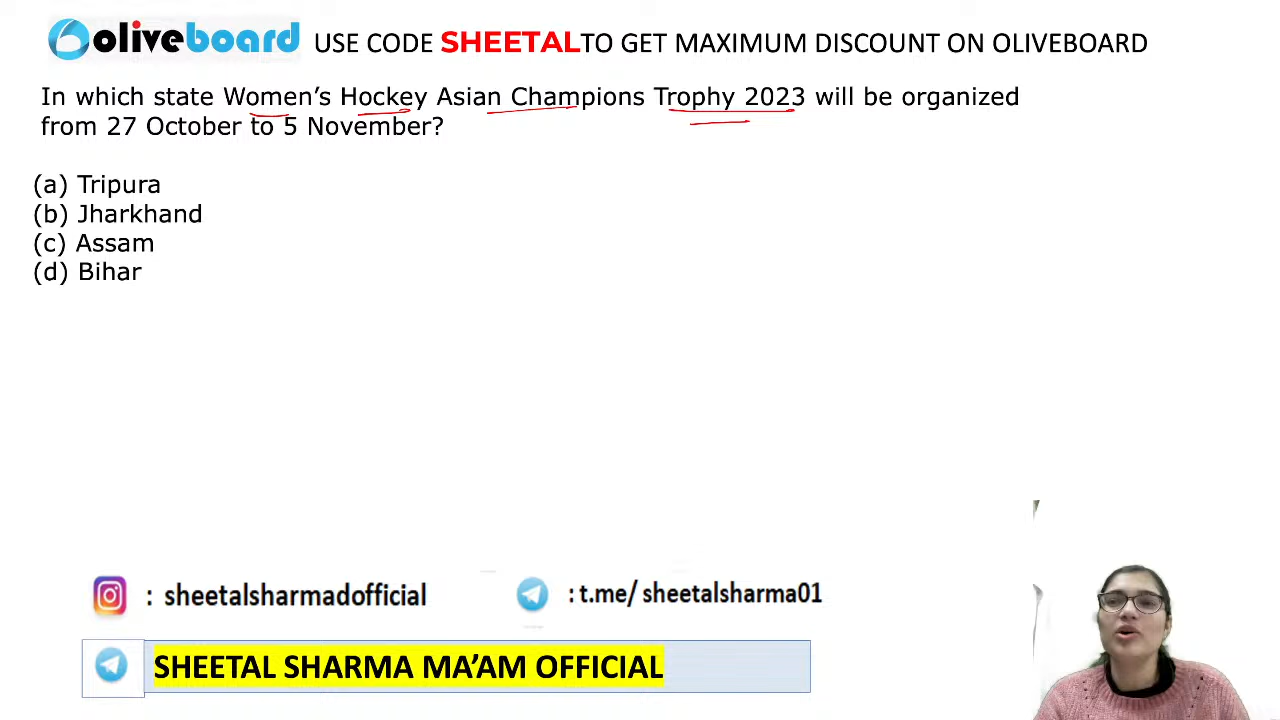 oliveboard USE CODE SHEETAL TO GET MAXIMUM DISCOUNT ON OLIVEBOARD
In which state Women’s Hockey Asian Champions Trophy 2023 will be organized
from 27 October to 5 November?
(a) Tripura
(b) Jharkhand
(c) Assam
(d) Bihar
: sheetalsharmadofficial : t.me/ sheetalsharma01
SHEETAL SHARMA MA’AM OFFICIAL